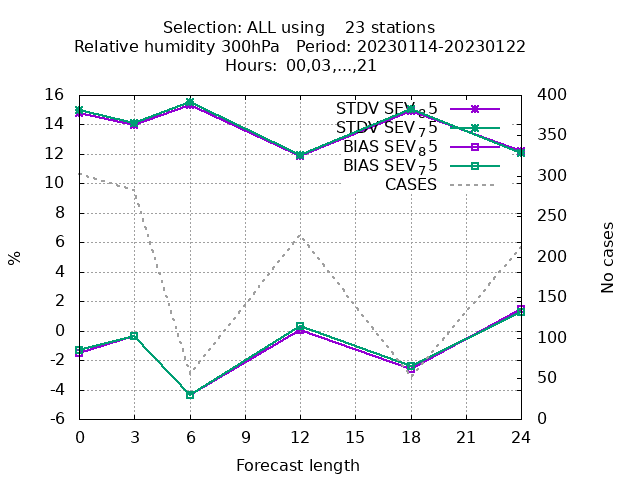 Selection: ALL using    23 stations
Relative humidity 300hPa   Period: 20230114-20230122
Hours:  00,03,...,21
16 400
STDV SEV₈5
14 350
STDV SEV₇5
12 BIAS SEV₈5
BIAS SEV₇5 300
10 CASES
8 250
6
% 4 200 No cases
2 150
0
-2 100
-4 50
-6 0
0 3 6 9 12 15 18 21 24
Forecast length